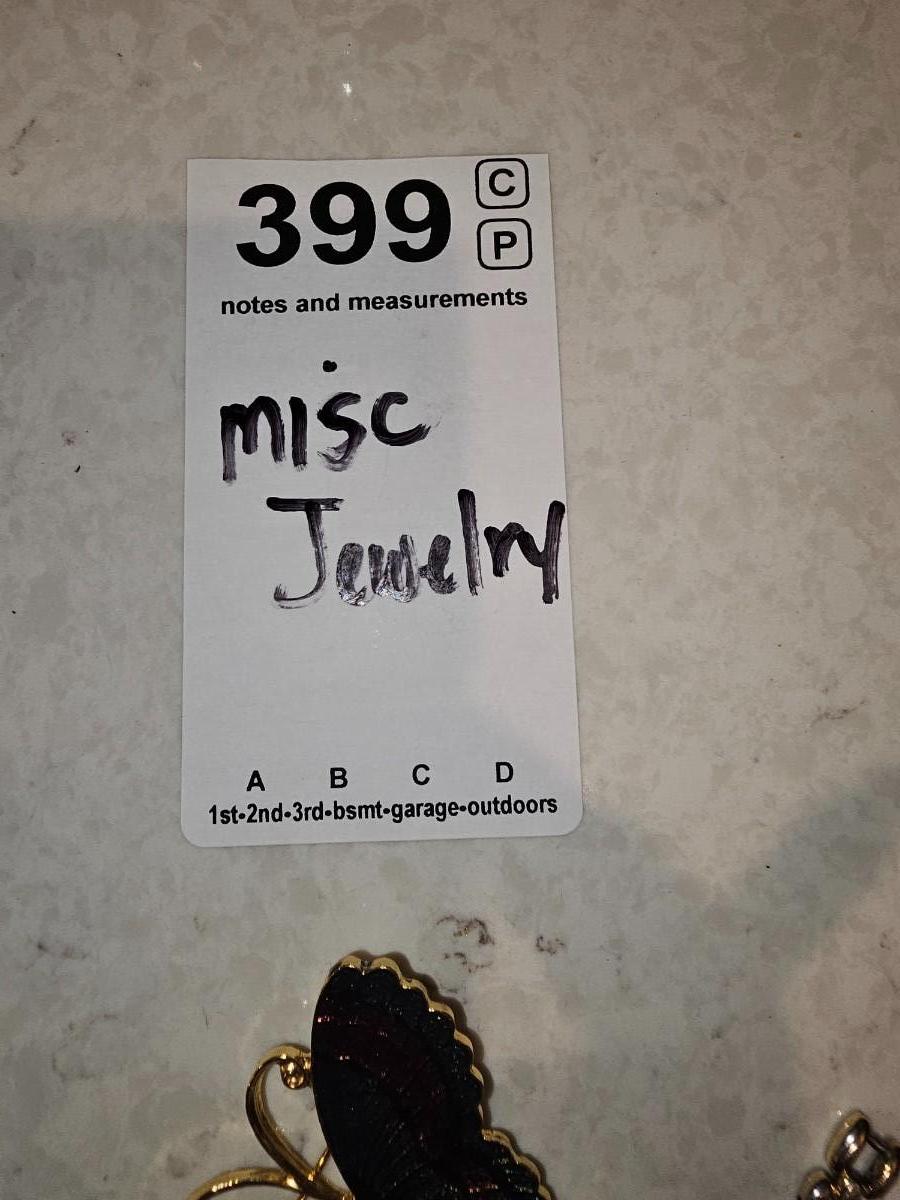 399 C
P
notes and measurements
misc
Jewelry
A B C D
1st•2nd•3rd•bsmt•garage•outdoors